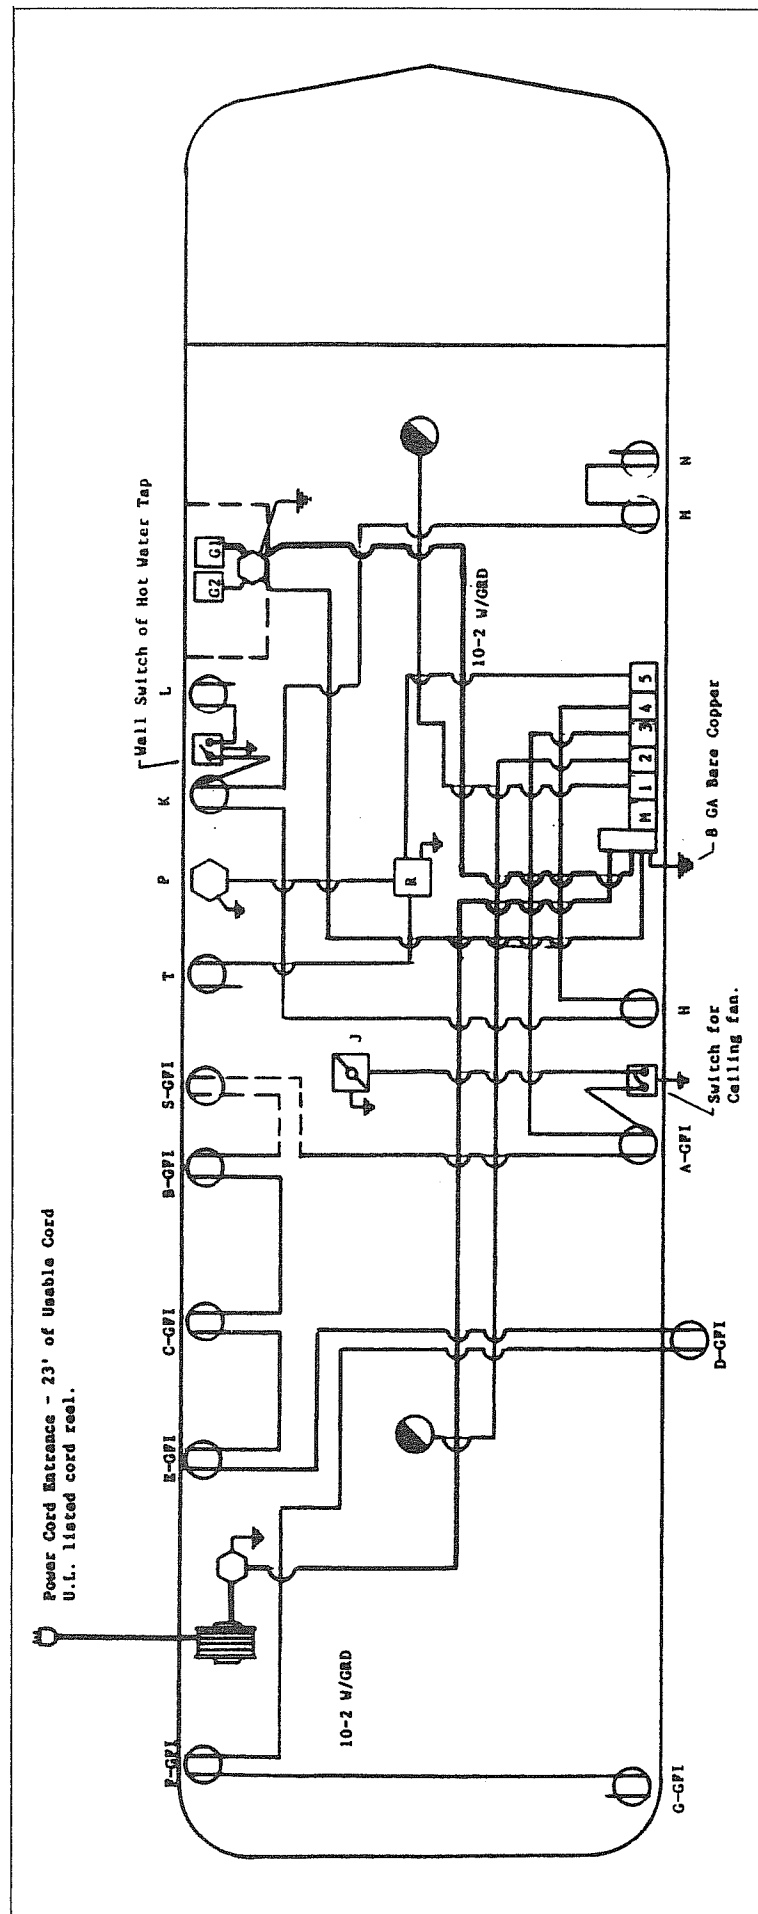 Power Cord Entrance - 23' of Usable Cord
U.L. listed cord reel.
F-GFI
E-GFI
C-GFI
B-GFI
S-GFI
T
P
K
L
Wall Switch of Hot Water Tap
G2
G1
10-2 W/GRD
J
R
10-2 W/GRD
M
1
2
3
4
5
8 GA Bare Copper
G-GFI
D-GFI
A-GFI
Switch for
Ceiling fan.
H
M
N